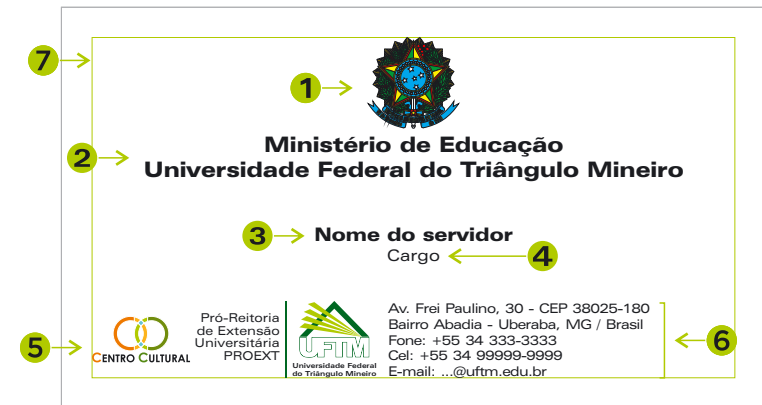 7
1
Ministério de Educação
2
Universidade Federal do Triângulo Mineiro
3
Nome do servidor
Cargo
4
5
CENTRO CULTURAL
Pró-Reitoria
de Extensão
Universitária
PROEXT
UFTM
Universidade Federal
do Triângulo Mineiro
Av. Frei Paulino, 30 - CEP 38025-180
Bairro Abadia - Uberaba, MG / Brasil
Fone: +55 34 333-3333
Cel: +55 34 99999-9999
E-mail: ...@uftm.edu.br
6